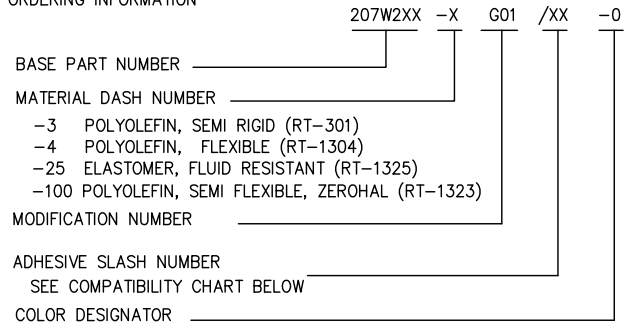 ORDERING INFORMATION
207W2XX -X G01 /XX -0
BASE PART NUMBER
MATERIAL DASH NUMBER
-3 POLYOLEFIN, SEMI RIGID (RT-301)
-4 POLYOLEFIN, FLEXIBLE (RT-1304)
-25 ELASTOMER, FLUID RESISTANT (RT-1325)
-100 POLYOLEFIN, SEMI FLEXIBLE, ZEROHAL (RT-1323)
MODIFICATION NUMBER
ADHESIVE SLASH NUMBER
SEE COMPATIBILITY CHART BELOW
COLOR DESIGNATOR